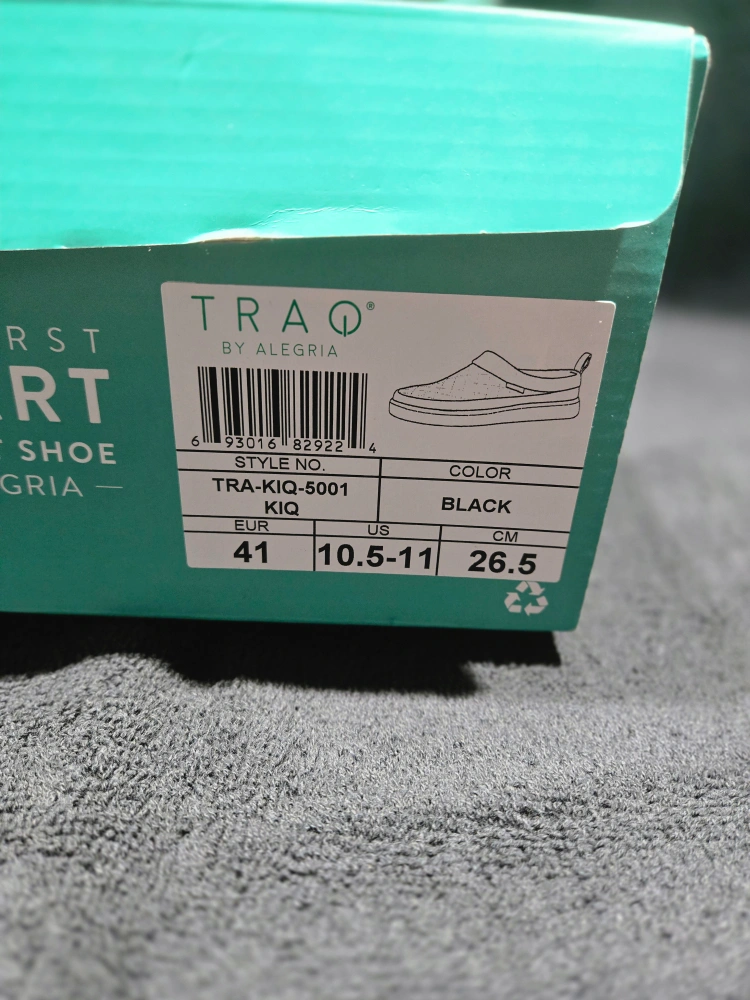 RST
ART
T SHOE
GRIA —
TRAQ®
BY ALEGRIA
6 93016 82922 4
STYLE NO.
COLOR
TRA-KIQ-5001
KIQ
BLACK
EUR
US
CM
41
10.5-11
26.5